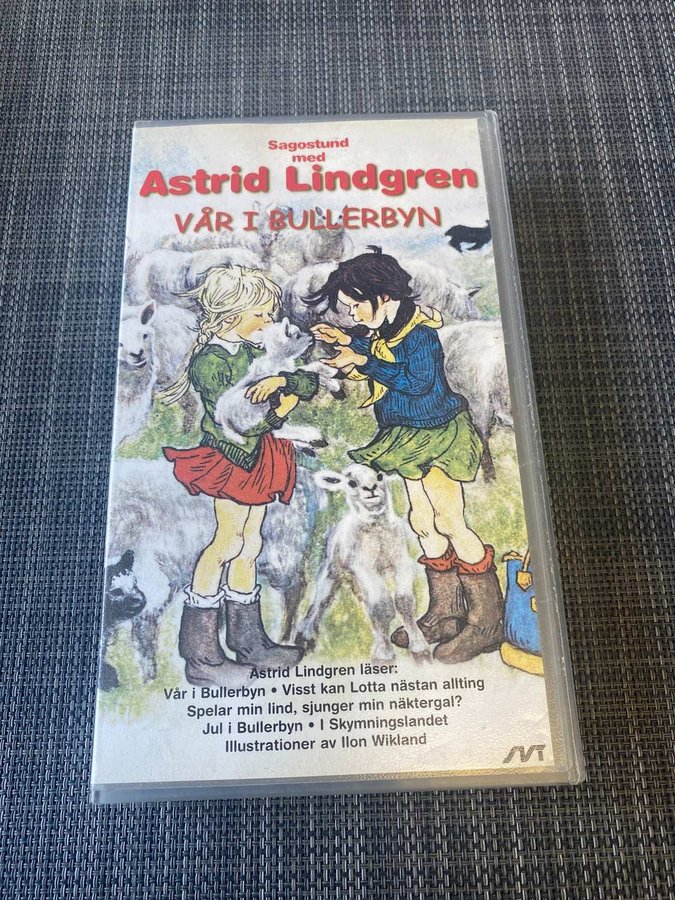 Sagostund
med
Astrid Lindgren
VÅR I BULLERBYN
Astrid Lindgren läser:
Vår i Bullerbyn • Visst kan Lotta nästan allting
Spelar min lind, sjunger min näktergal?
Jul i Bullerbyn • I Skymningslandet
Illustrationer av Ilon Wikland
SVT